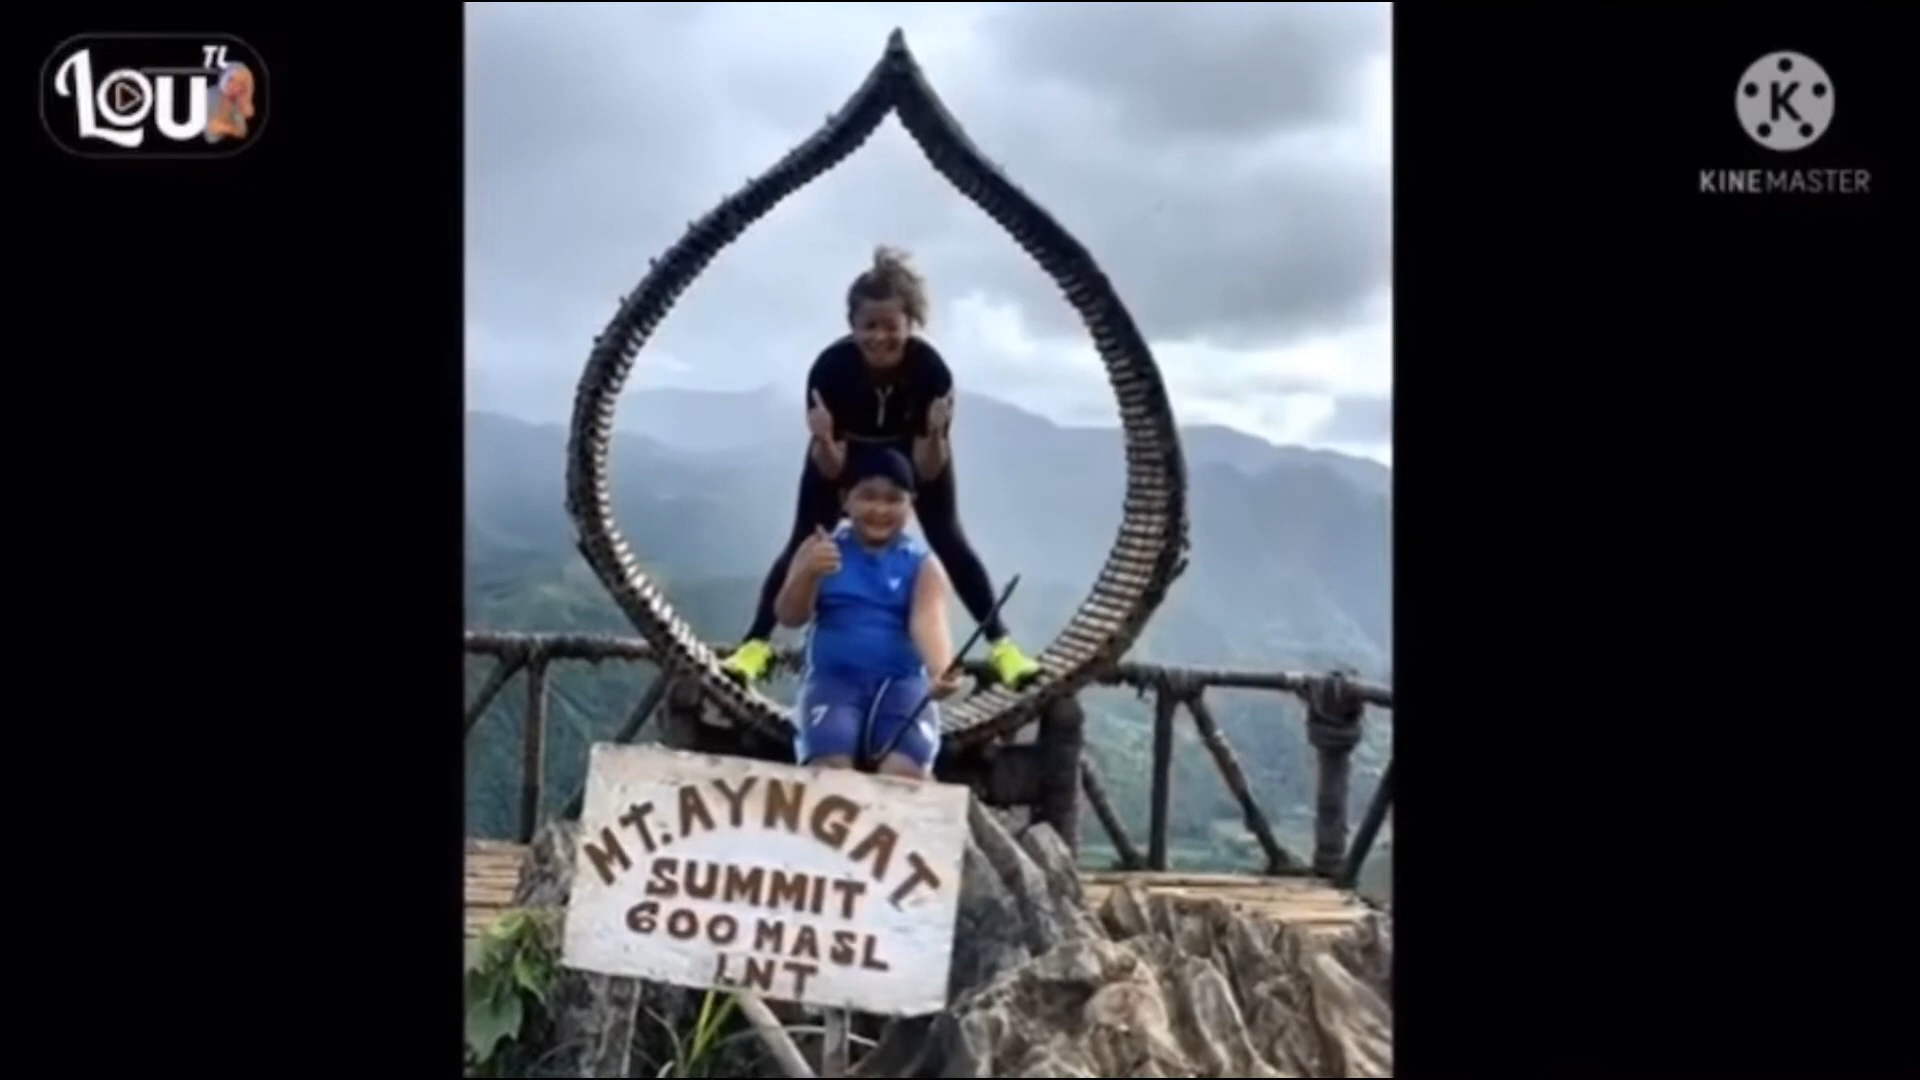 LOU TL
KINEMASTER
MT. AYNGAT
SUMMIT
600 MASL
LNT